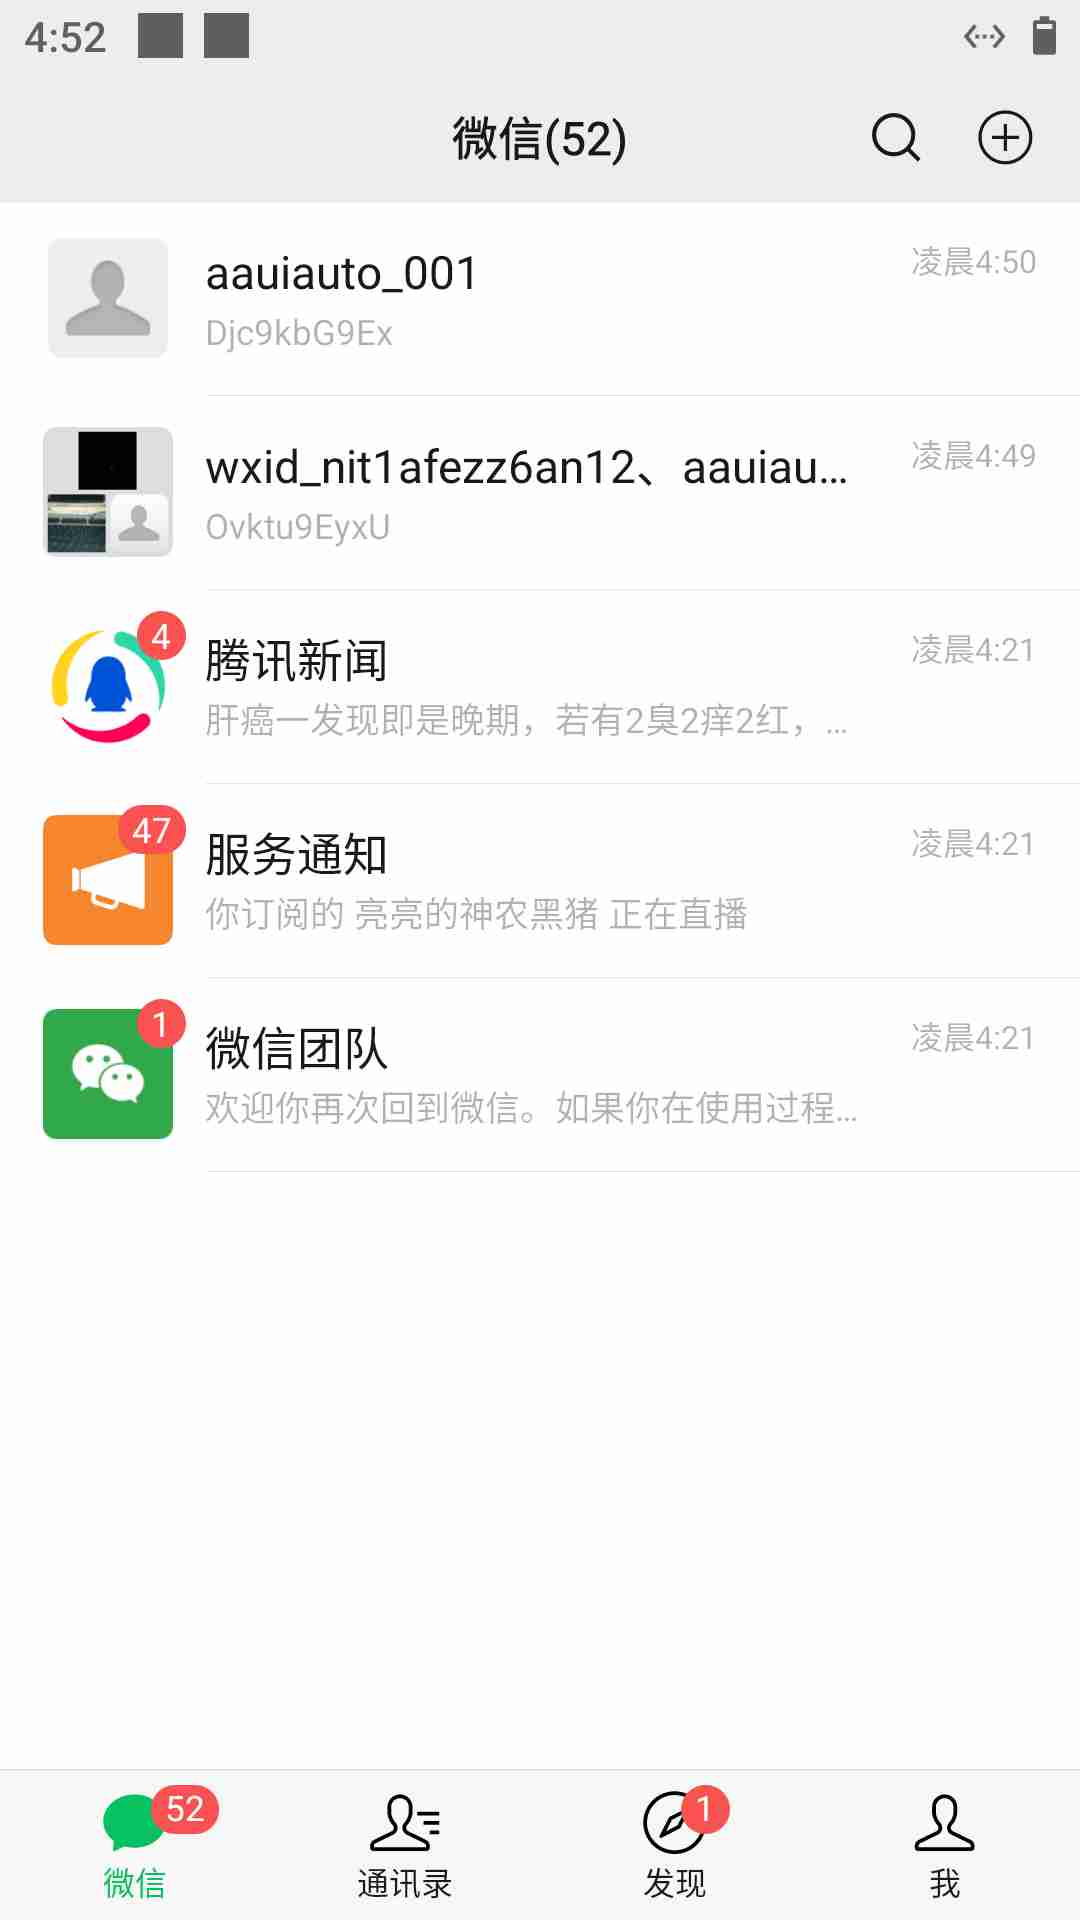 4:52
微信(52)
aauiauto_001
凌晨4:50
Djc9kbG9Ex
wxid_nit1afezz6an12、aauiau...
凌晨4:49
Ovktu9EyxU
4
腾讯新闻
凌晨4:21
肝癌一发现即是晚期，若有2臭2痒2红，...
47
服务通知
凌晨4:21
你订阅的 亮亮的神农黑猪 正在直播
1
微信团队
凌晨4:21
欢迎你再次回到微信。如果你在使用过程...
52
1
微信
通讯录
发现
我